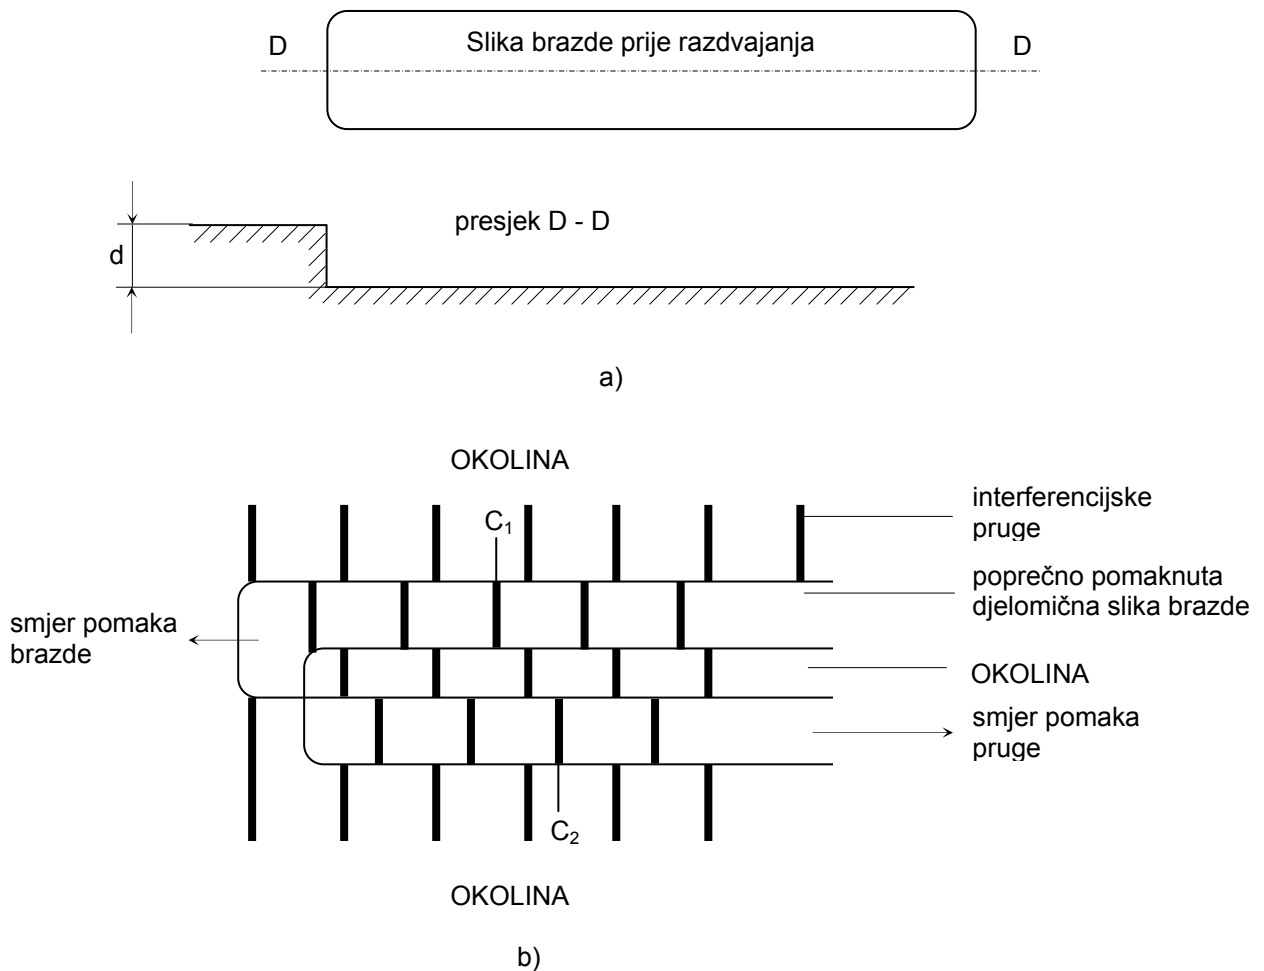 D
Slika brazde prije razdvajanja
D
presjek D - D
d
a)
OKOLINA
interferencijske
pruge
C₁
poprečno pomaknuta
djelomična slika brazde
smjer pomaka
brazde
OKOLINA
smjer pomaka
pruge
C₂
OKOLINA
b)